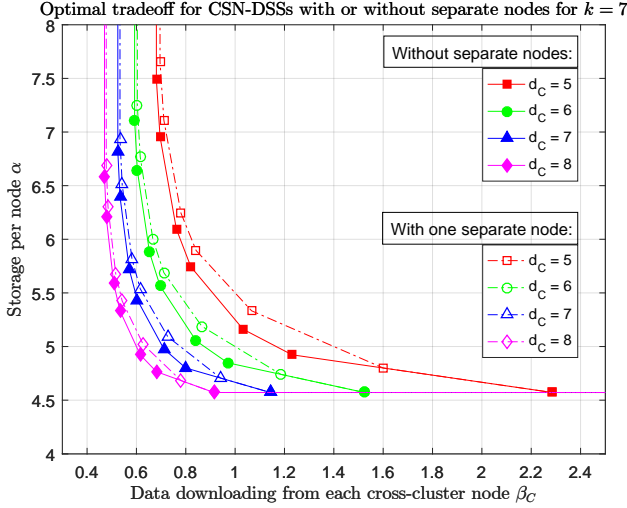 Optimal tradeoff for CSN-DSSs with or without separate nodes for k = 7
8
7.5
7
6.5
6
5.5
5
4.5
4
Storage per node α
Without separate nodes:
d_C = 5
d_C = 6
d_C = 7
d_C = 8
With one separate node:
d_C = 5
d_C = 6
d_C = 7
d_C = 8
0.4 0.6 0.8 1 1.2 1.4 1.6 1.8 2 2.2 2.4
Data downloading from each cross-cluster node β_C